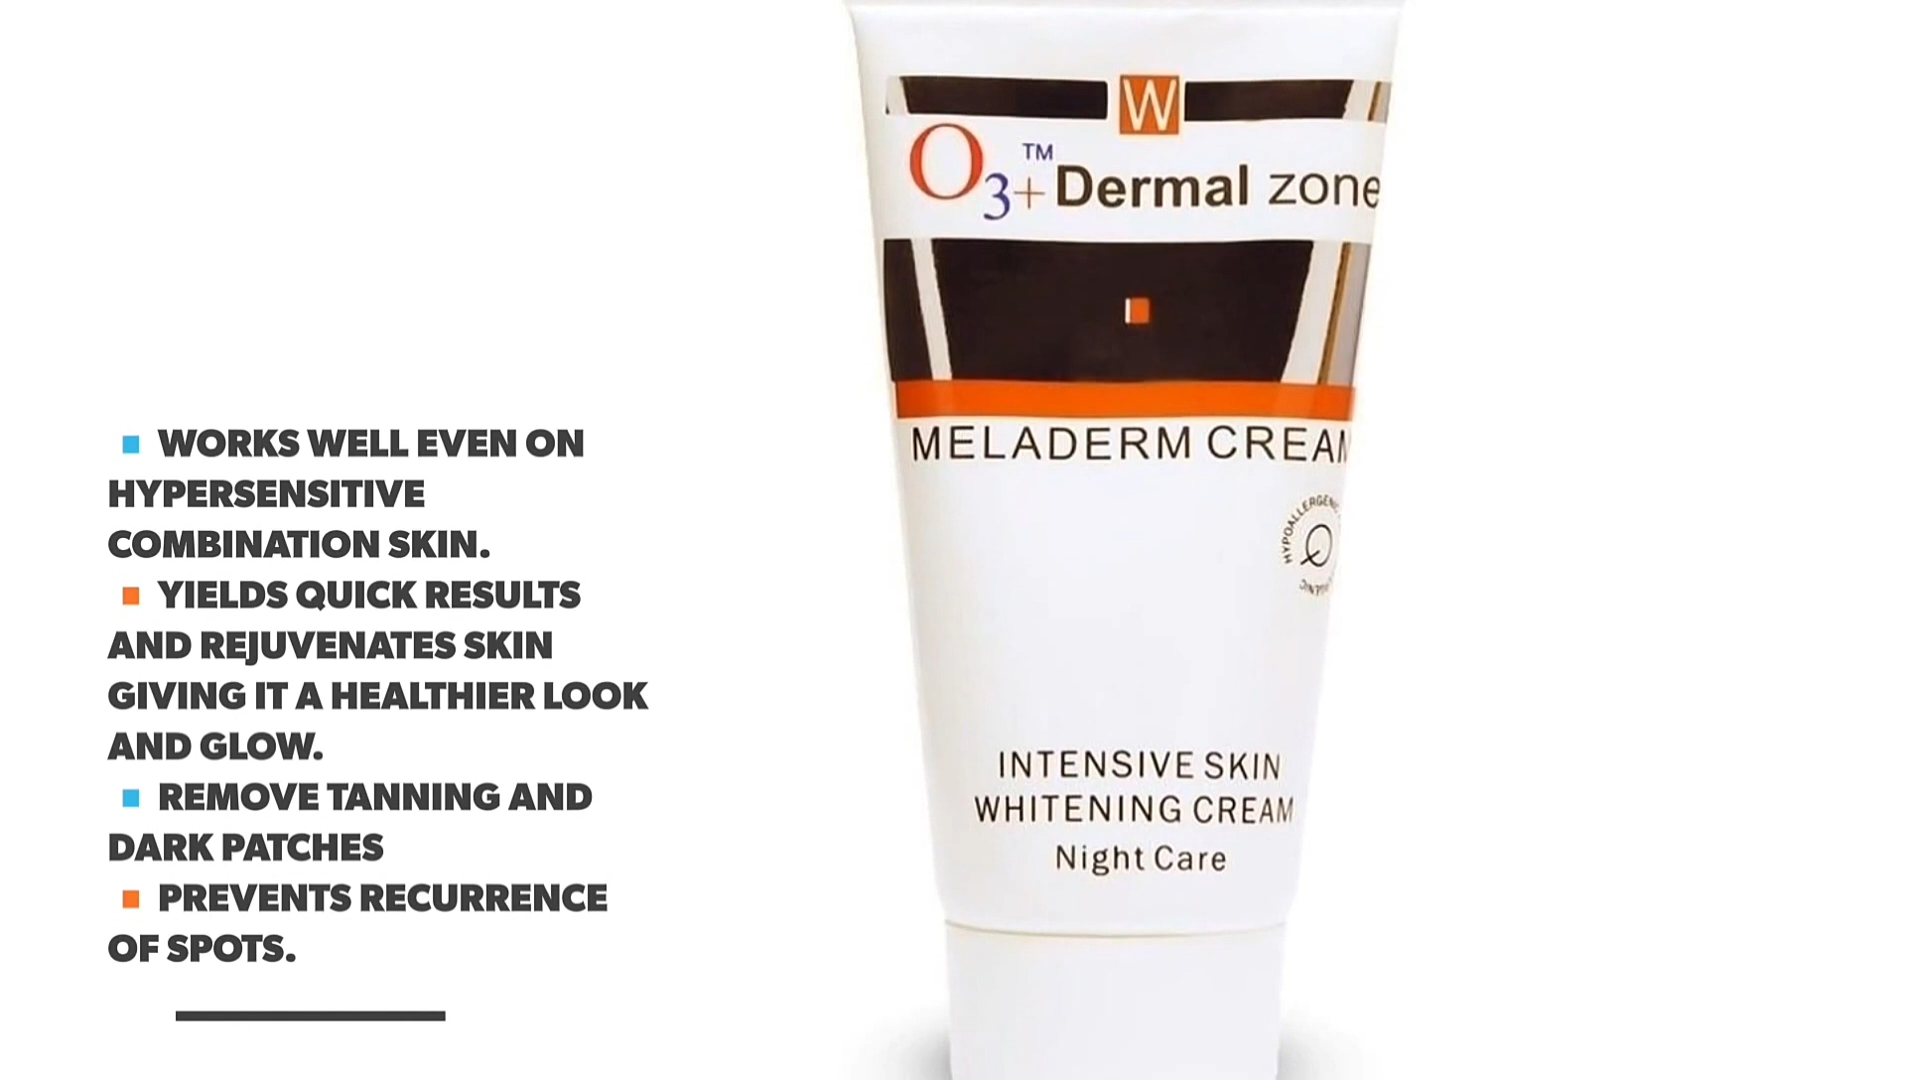 ■ WORKS WELL EVEN ON
HYPERSENSITIVE
COMBINATION SKIN.
■ YIELDS QUICK RESULTS
AND REJUVENATES SKIN
GIVING IT A HEALTHIER LOOK
AND GLOW.
■ REMOVE TANNING AND
DARK PATCHES
■ PREVENTS RECURRENCE
OF SPOTS.
W
O3+™ Dermal zone
MELADERM CREAM
HYPOALLERGENIC
INTENSIVE SKIN
WHITENING CREAM
Night Care